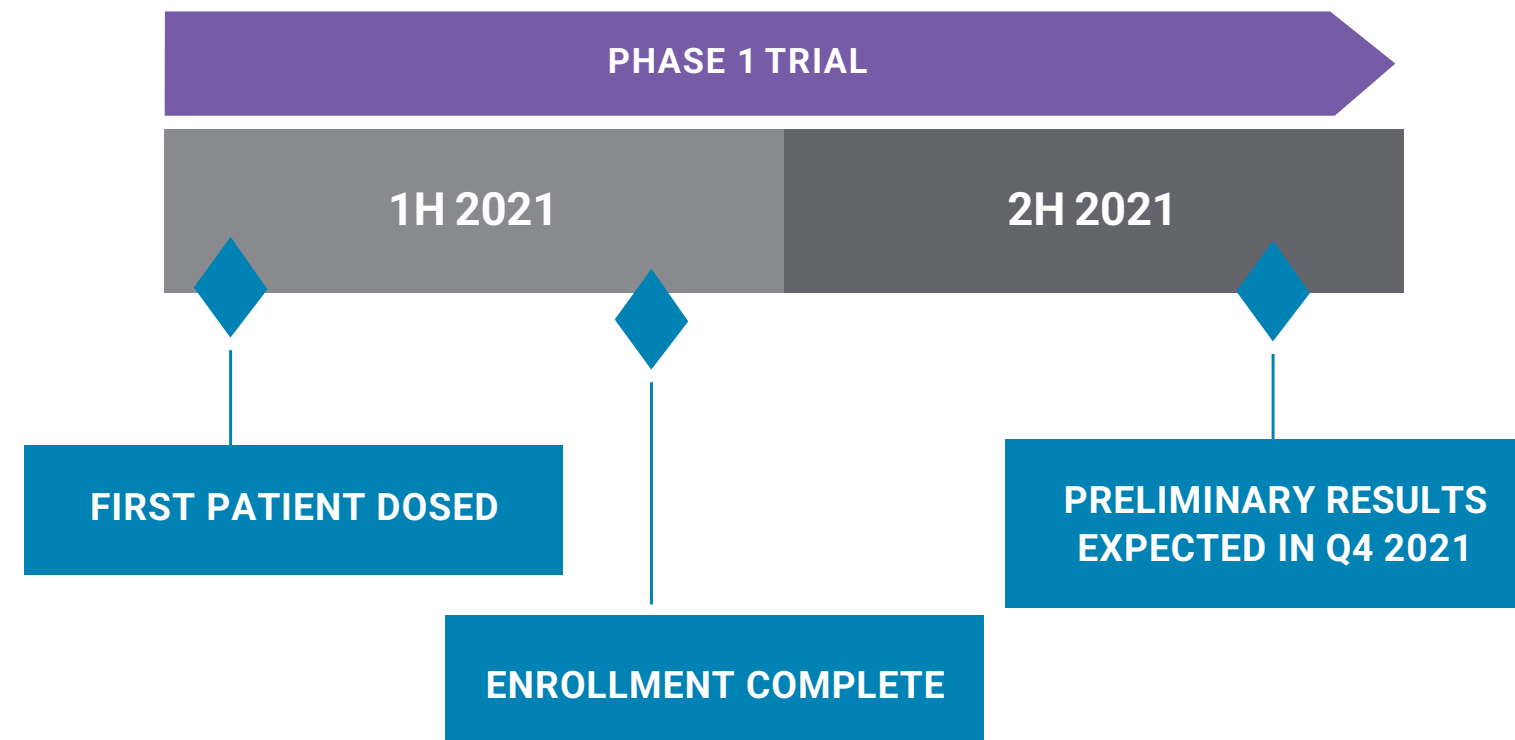 PHASE 1 TRIAL
1H 2021
2H 2021
FIRST PATIENT DOSED
ENROLLMENT COMPLETE
PRELIMINARY RESULTS
EXPECTED IN Q4 2021